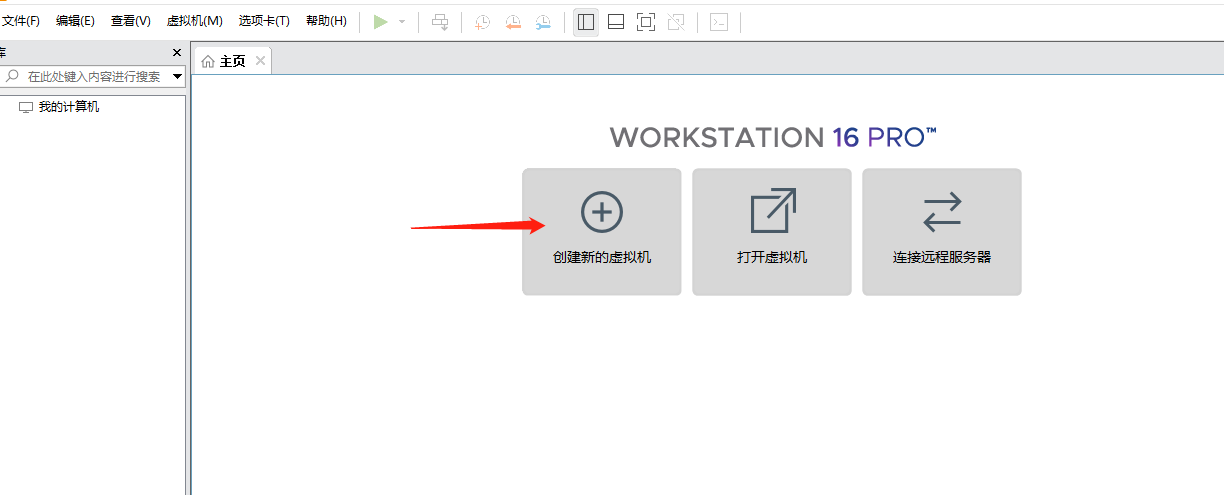 文件(F) 编辑(E) 查看(V) 虚拟机(M) 选项卡(T) 帮助(H)
库
在此处键入内容进行搜索
我的计算机
主页
WORKSTATION 16 PRO™
创建新的虚拟机 打开虚拟机 连接远程服务器